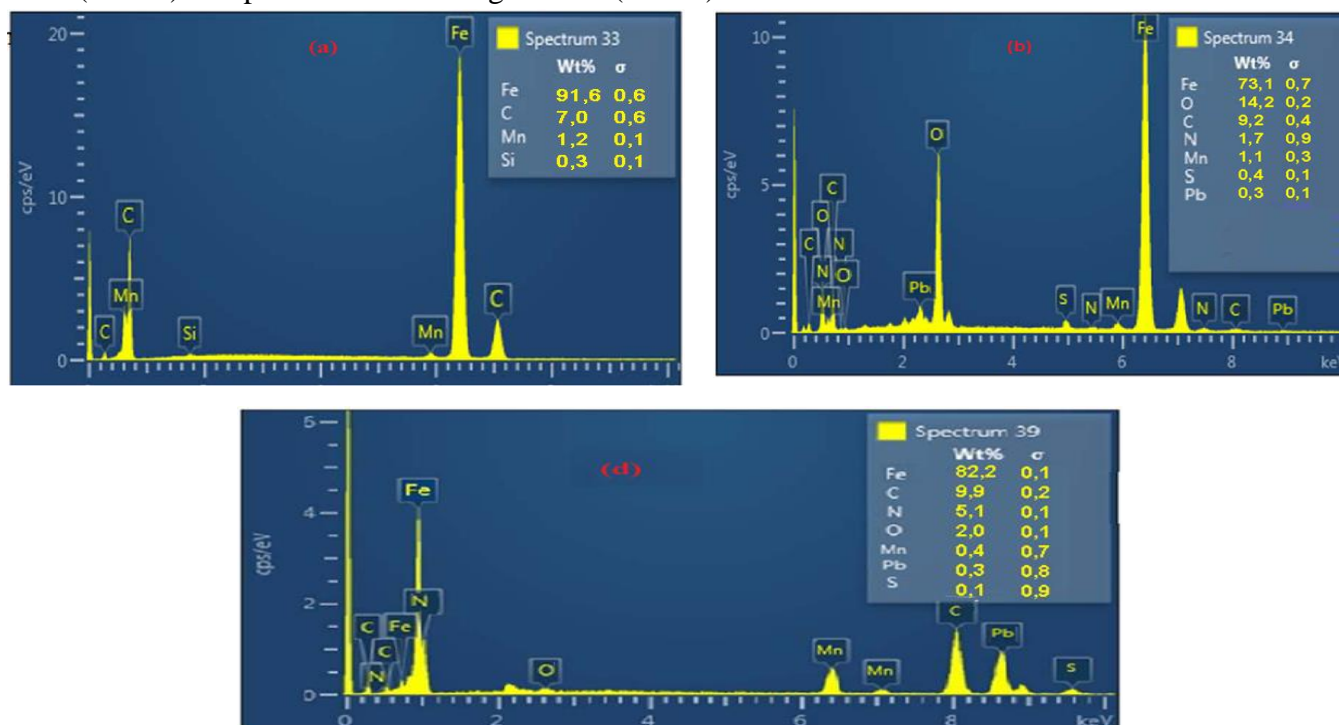 20
(a)
Fe
Spectrum 33
Wt% σ
Fe 91,6 0,6
C 7,0 0,6
Mn 1,2 0,1
Si 0,3 0,1
cps/eV
10
C
Mn
C
C
Si
Mn
0
10
(b)
Fe
Spectrum 34
Wt% σ
Fe 73,1 0,7
O 14,2 0,2
C 9,2 0,4
N 1,7 0,9
Mn 1,1 0,3
S 0,4 0,1
Pb 0,3 0,1
cps/eV
O
5
C
O
C N
N O
Mn
Pb
S N Mn N C Pb
0
0 2 4 6 8 keV
5
(d)
Spectrum 39
Wt% σ
Fe 82,2 0,1
C 9,9 0,2
N 5,1 0,1
O 2,0 0,1
Mn 0,4 0,7
Pb 0,3 0,8
S 0,1 0,9
Fe
4
cps/eV
2
N
C Fe
C
N
O
Mn
Mn
C
Pb
S
0
0 2 4 6 8 keV